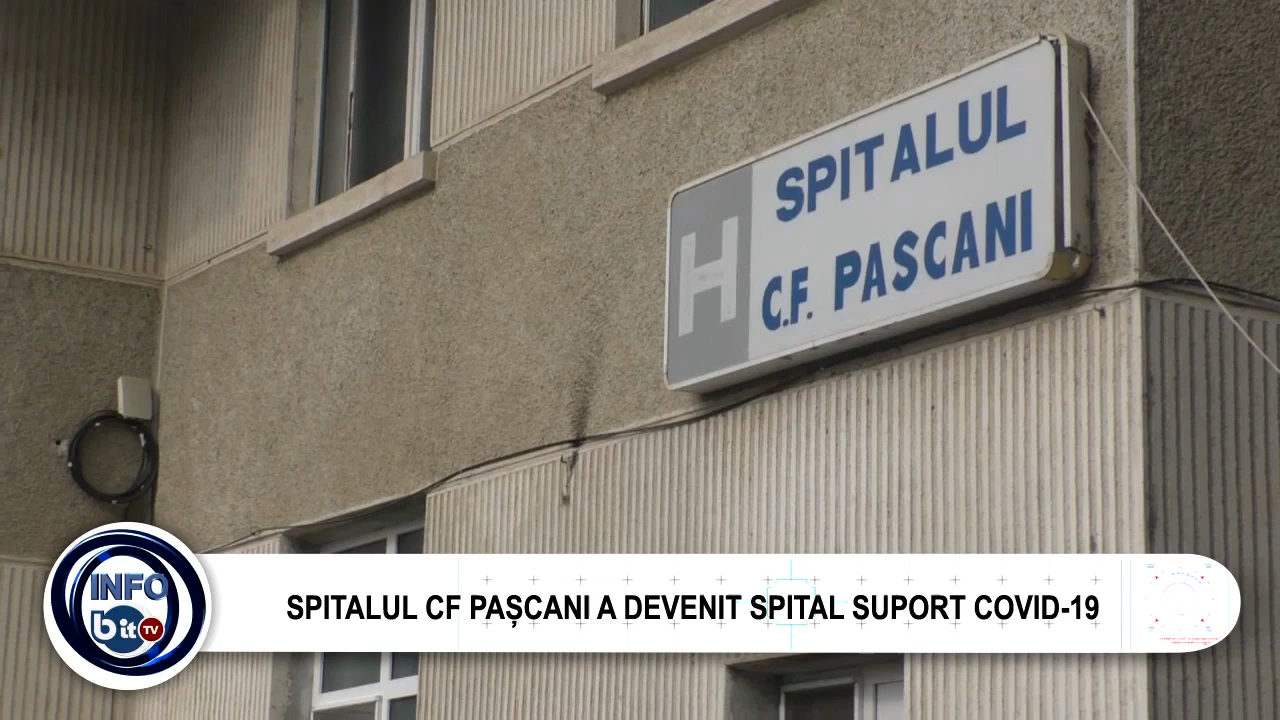 H
SPITALUL
C.F. PASCANI
INFO
bit TV
SPITALUL CF PAȘCANI A DEVENIT SPITAL SUPORT COVID-19